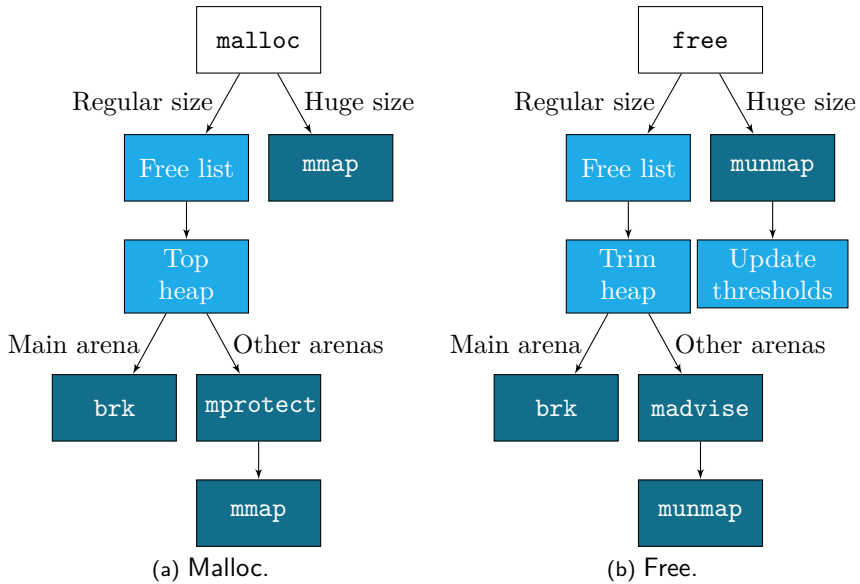 malloc
Regular size
Huge size
Free list
mmap
Top
heap
Main arena
Other arenas
brk
mprotect
mmap
(a) Malloc.
free
Regular size
Huge size
Free list
munmap
Trim
heap
Update
thresholds
Main arena
Other arenas
brk
madvise
munmap
(b) Free.